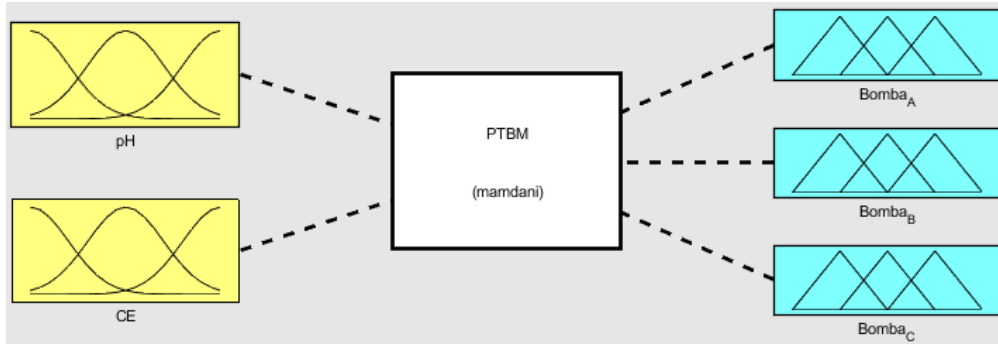 pH
CE
PTBM
(mamdani)
Bomba_A
Bomba_B
Bomba_C